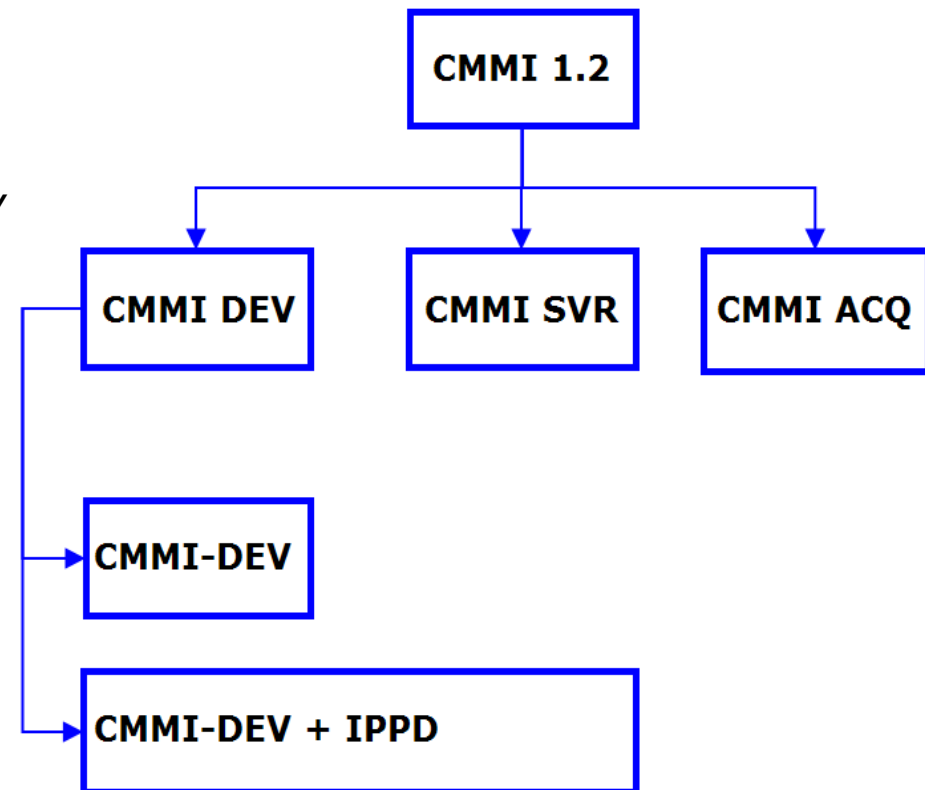 CMMI 1.2
CMMI DEV
CMMI SVR
CMMI ACQ
CMMI-DEV
CMMI-DEV + IPPD